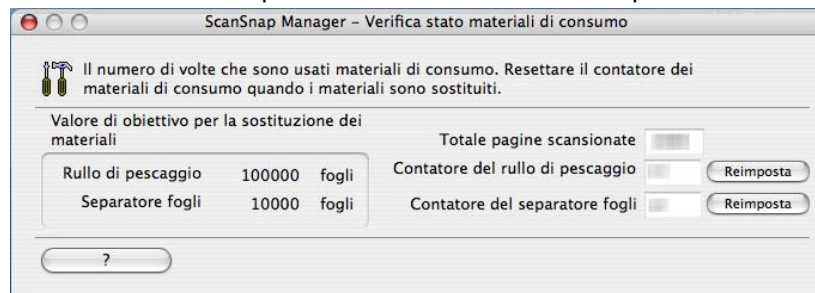 ScanSnap Manager – Verifica stato materiali di consumo
Il numero di volte che sono usati materiali di consumo. Resettare il contatore dei
materiali di consumo quando i materiali sono sostituiti.
Valore di obiettivo per la sostituzione dei
materiali
Rullo di pescaggio 100000 fogli
Separatore fogli 10000 fogli
Totale pagine scansionate
Contatore del rullo di pescaggio Reimposta
Contatore del separatore fogli Reimposta
?